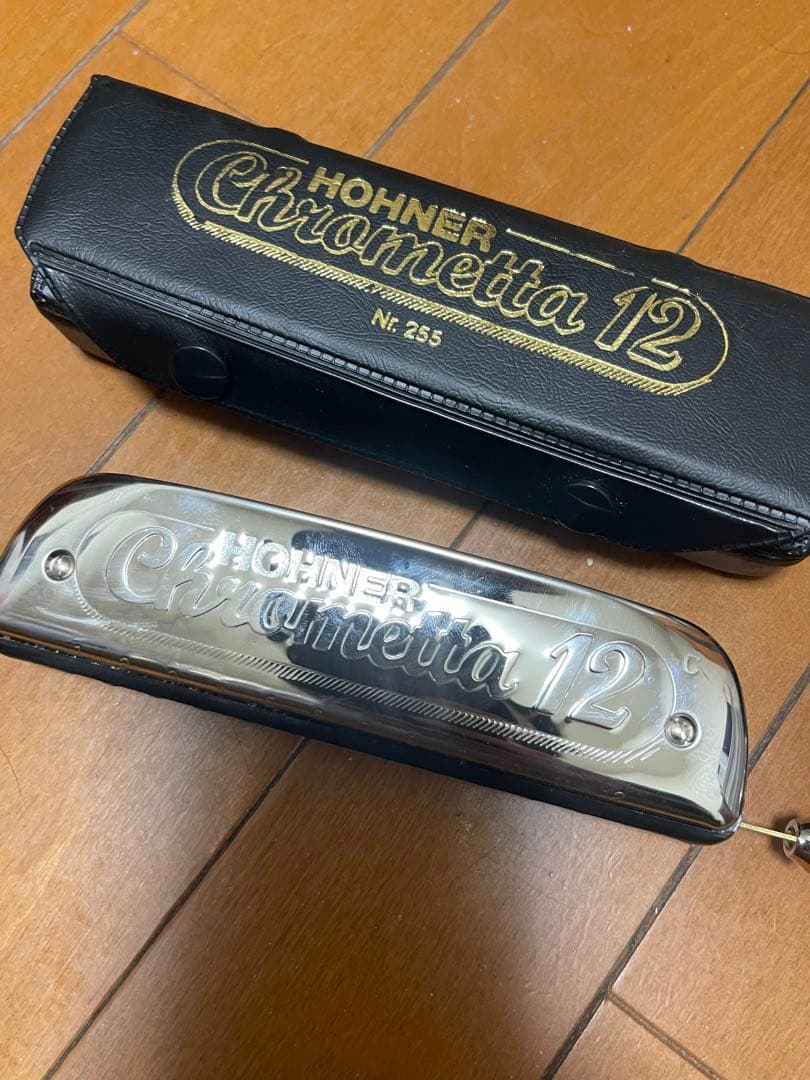 HOHNER
Chrometta 12
Nr. 255
HOHNER
Chrometta 12
C